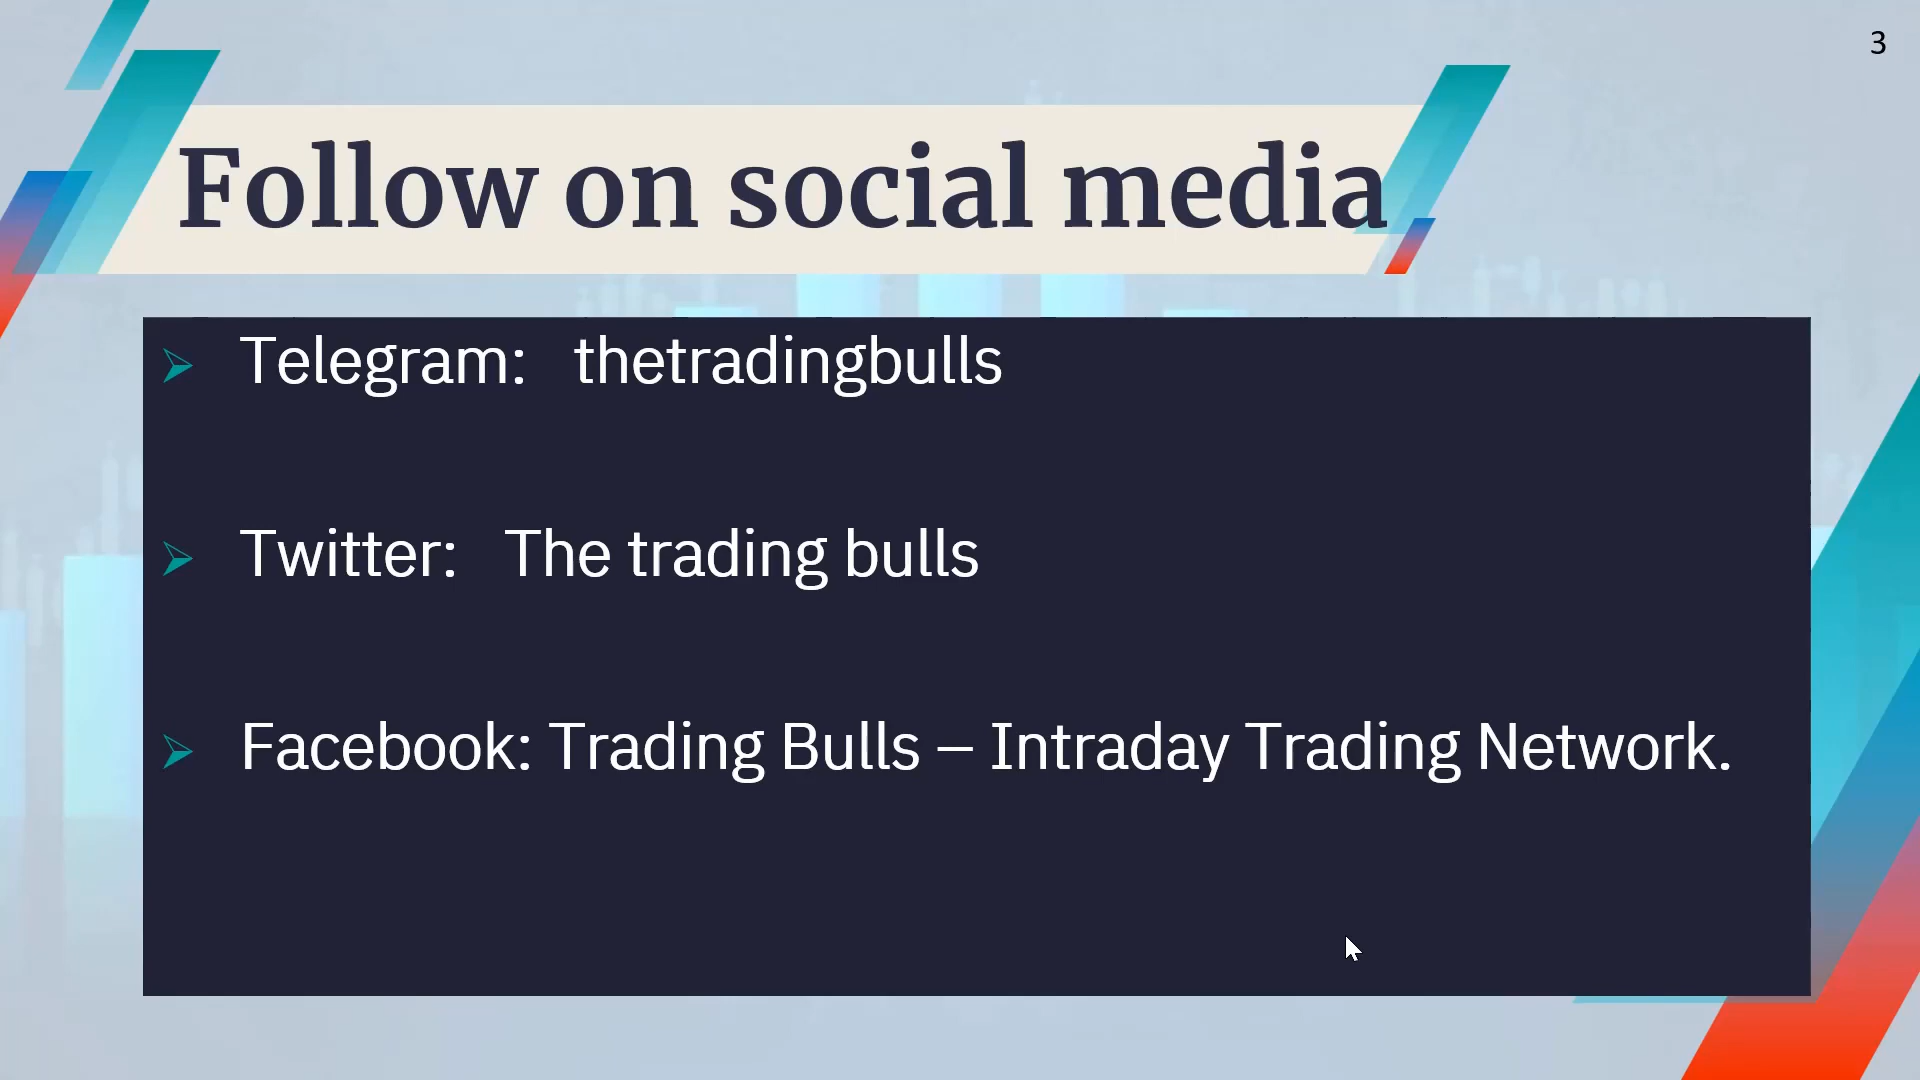 3
Follow on social media
Telegram: thetradingbulls
Twitter: The trading bulls
Facebook: Trading Bulls – Intraday Trading Network.